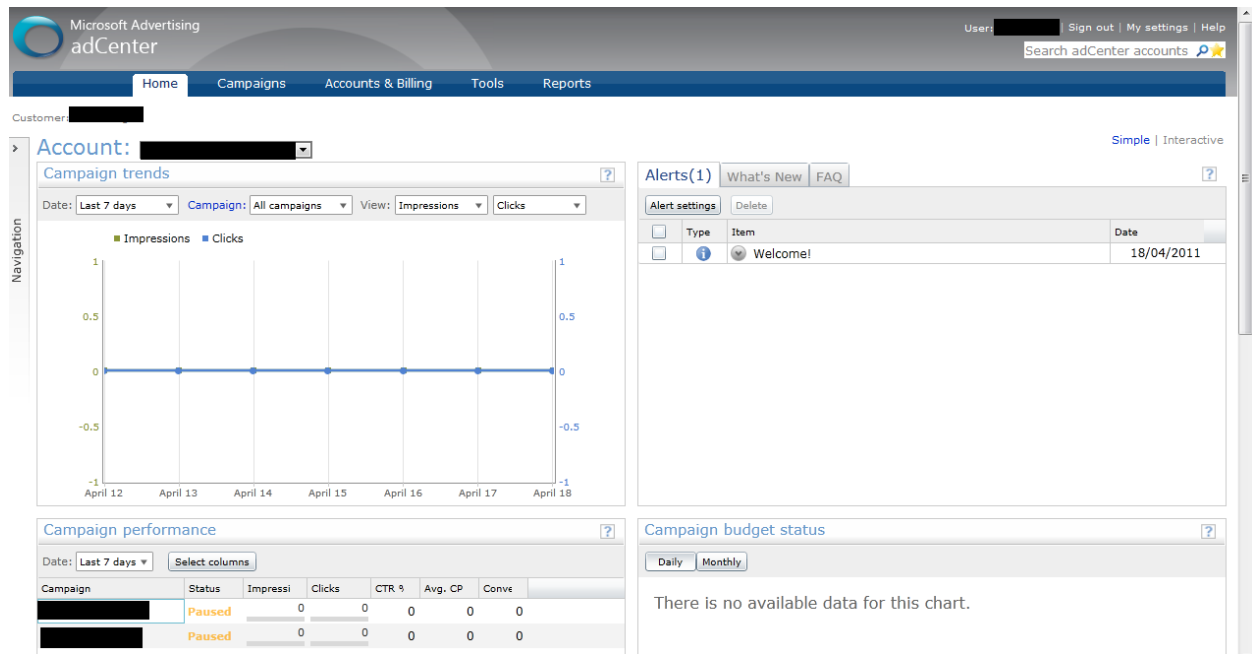 Microsoft Advertising
adCenter
User: | Sign out | My settings | Help
Search adCenter accounts
Home Campaigns Accounts & Billing Tools Reports
Customer:
Navigation
Account:
Simple | Interactive
Campaign trends ?
Date: Last 7 days Campaign: All campaigns View: Impressions Clicks
Impressions Clicks
1 1
0.5 0.5
0 0
-0.5 -0.5
-1 -1
April 12 April 13 April 14 April 15 April 16 April 17 April 18
Alerts(1) What's New FAQ ?
Alert settings Delete
Type Item Date
Welcome! 18/04/2011
Campaign performance ?
Date: Last 7 days Select columns
Campaign Status Impressi Clicks CTR % Avg. CP Conve
Paused 0 0 0 0 0
Paused 0 0 0 0 0
Campaign budget status ?
Daily Monthly
There is no available data for this chart.